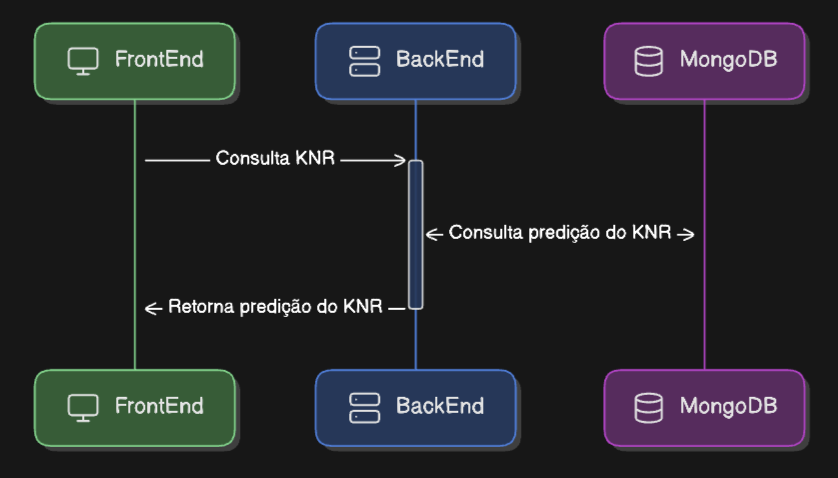 FrontEnd
BackEnd
MongoDB
Consulta KNR
Consulta predição do KNR
Retorna predição do KNR
FrontEnd
BackEnd
MongoDB